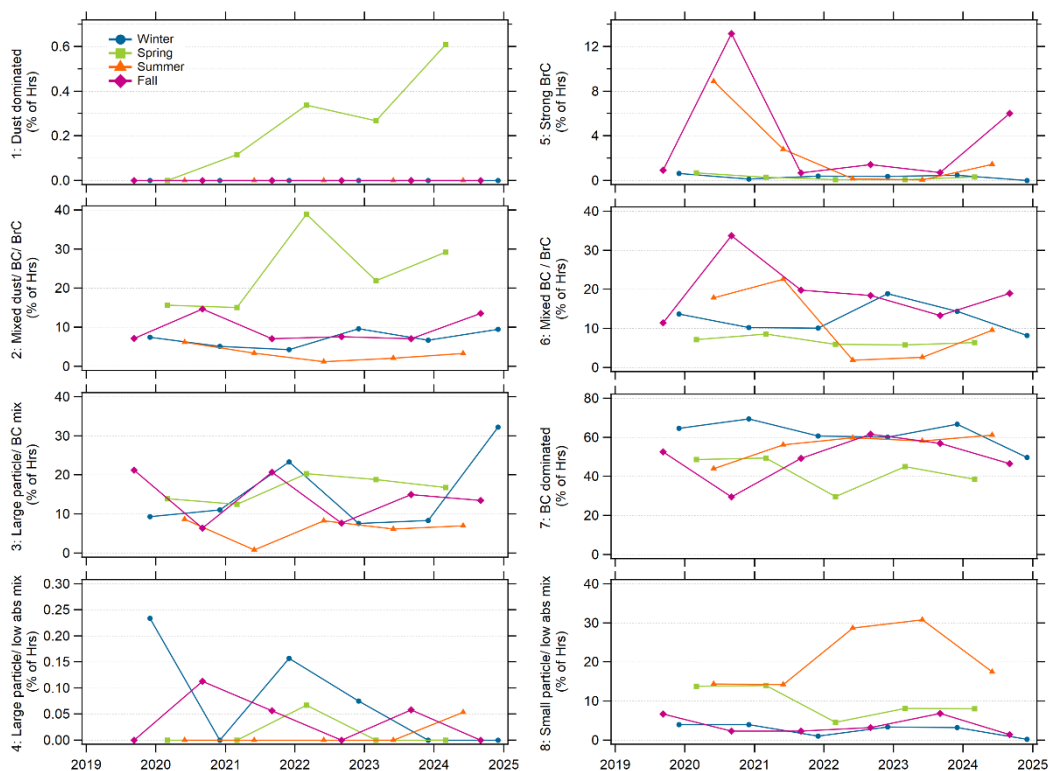 1: Dust dominated
(% of Hrs)
0.6
0.4
0.2
0.0
Winter
Spring
Summer
Fall
5: Strong BrC
(% of Hrs)
12
8
4
0
2: Mixed dust/ BC/ BrC
(% of Hrs)
40
30
20
10
0
6: Mixed BC / BrC
(% of Hrs)
40
30
20
10
0
3: Large particle/ BC mix
(% of Hrs)
40
30
20
10
0
7: BC dominated
(% of Hrs)
80
60
40
20
0
4: Large particle/ low abs mix
(% of Hrs)
0.30
0.25
0.20
0.15
0.10
0.05
0.00
8: Small particle/ low abs mix
(% of Hrs)
40
30
20
10
0
2019 2020 2021 2022 2023 2024 2025
2019 2020 2021 2022 2023 2024 2025